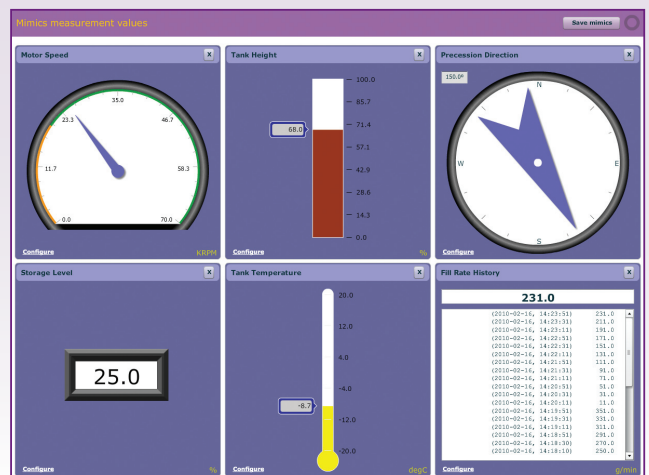 Mimics measurement values
Save mimics
Motor Speed
X
35.0
23.3
46.7
11.7
58.3
0.0
70.0
Configure
KRPM
Tank Height
X
100.0
85.7
71.4
68.0
57.1
42.9
28.6
14.3
0.0
Configure
%
Precession Direction
X
150.0º
N
W
E
S
Configure
Storage Level
X
25.0
Configure
%
Tank Temperature
X
20.0
12.0
4.0
-4.0
-8.7
-12.0
-20.0
Configure
degC
Fill Rate History
X
231.0
(2010-02-16, 14:23:51) 231.0
(2010-02-16, 14:23:31) 211.0
(2010-02-16, 14:23:11) 191.0
(2010-02-16, 14:22:51) 171.0
(2010-02-16, 14:22:31) 151.0
(2010-02-16, 14:22:11) 131.0
(2010-02-16, 14:21:51) 111.0
(2010-02-16, 14:21:31) 91.0
(2010-02-16, 14:21:11) 71.0
(2010-02-16, 14:20:51) 51.0
(2010-02-16, 14:20:31) 31.0
(2010-02-16, 14:20:11) 11.0
(2010-02-16, 14:19:51) 351.0
(2010-02-16, 14:19:31) 331.0
(2010-02-16, 14:19:11) 311.0
(2010-02-16, 14:18:51) 291.0
(2010-02-16, 14:18:30) 270.0
(2010-02-16, 14:18:10) 250.0
Configure
g/min